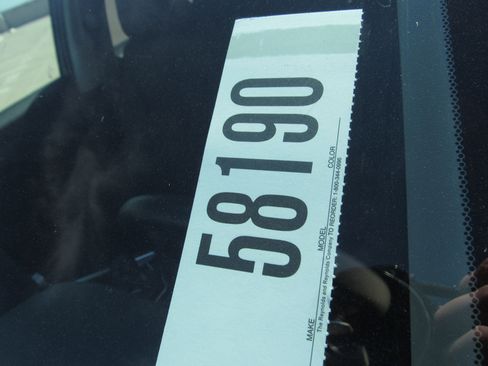 58190
MAKE MODEL COLOR
The Reynolds and Reynolds Company TO REORDER: 1-800-344-0996